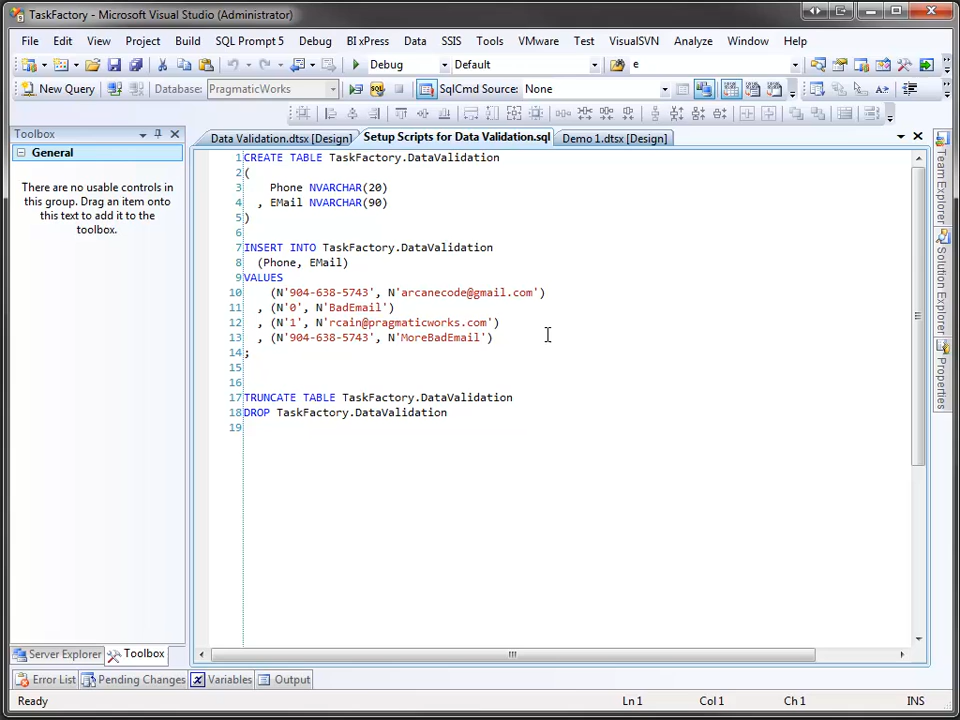 TaskFactory - Microsoft Visual Studio (Administrator)
File Edit View Project Build SQL Prompt 5 Debug BI xPress Data SSIS Tools VMware Test VisualSVN Analyze Window Help
Debug Default e
New Query Database: PragmaticWorks SQL SqlCmd Source: None
Toolbox
General
There are no usable controls in this group. Drag an item onto this text to add it to the toolbox.
Data Validation.dtsx [Design] Setup Scripts for Data Validation.sql Demo 1.dtsx [Design]
1 CREATE TABLE TaskFactory.DataValidation
2 (
3 Phone NVARCHAR(20)
4 , EMail NVARCHAR(90)
5 )
6
7 INSERT INTO TaskFactory.DataValidation
8 (Phone, EMail)
9 VALUES
10 (N'904-638-5743', N'arcanecode@gmail.com')
11 , (N'0', N'BadEmail')
12 , (N'1', N'rcain@pragmaticworks.com')
13 , (N'904-638-5743', N'MoreBadEmail')
14 ;
15
16
17 TRUNCATE TABLE TaskFactory.DataValidation
18 DROP TaskFactory.DataValidation
19
Team Explorer
Solution Explorer
Properties
Server Explorer Toolbox
Error List Pending Changes Variables Output
Ready Ln 1 Col 1 Ch 1 INS